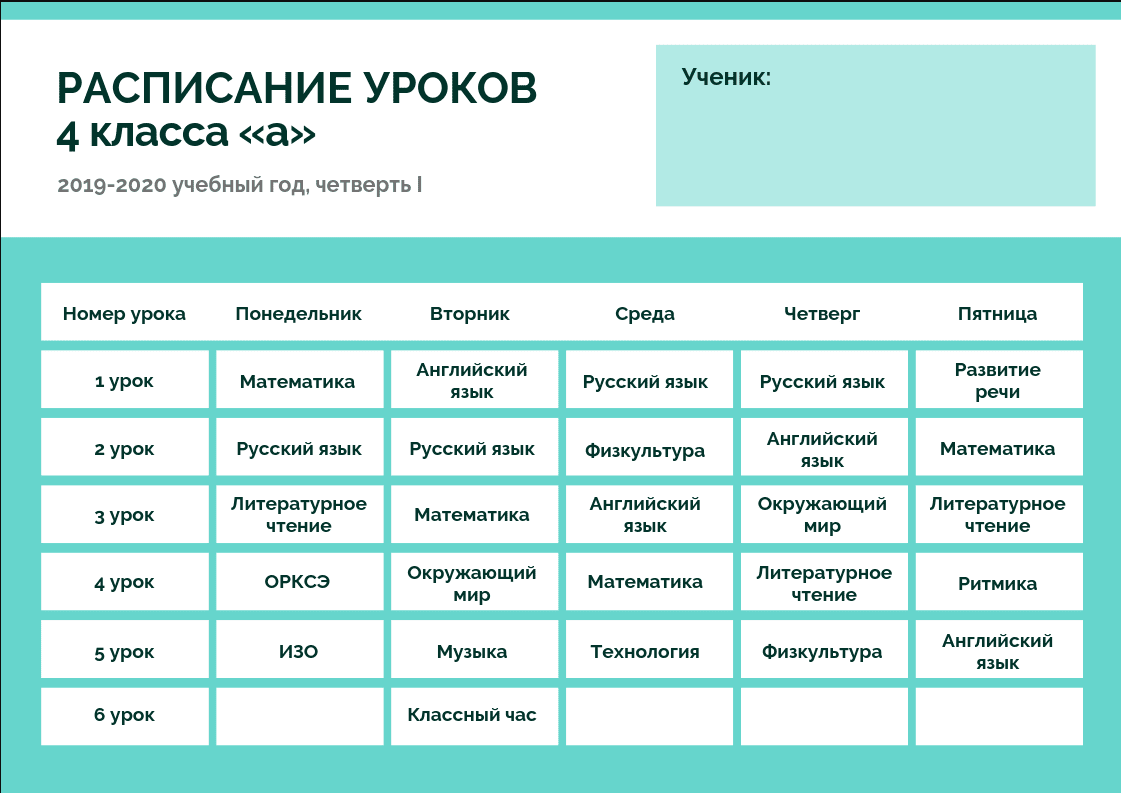 РАСПИСАНИЕ УРОКОВ
4 класса «а»
2019-2020 учебный год, четверть I
Ученик:
Номер урока Понедельник Вторник Среда Четверг Пятница
1 урок Математика Английский язык Русский язык Русский язык Развитие речи
2 урок Русский язык Русский язык Физкультура Английский язык Математика
3 урок Литературное чтение Математика Английский язык Окружающий мир Литературное чтение
4 урок ОРКСЭ Окружающий мир Математика Литературное чтение Ритмика
5 урок ИЗО Музыка Технология Физкультура Английский язык
6 урок Классный час